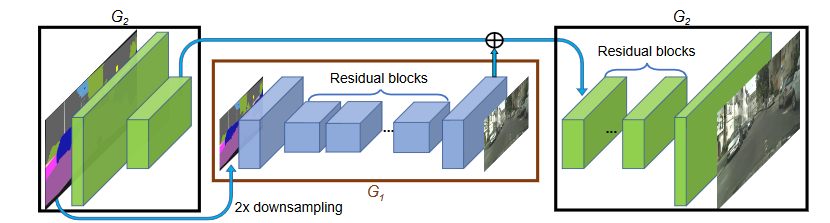 G2
G2
Residual blocks
Residual blocks
...
...
G1
2x downsampling